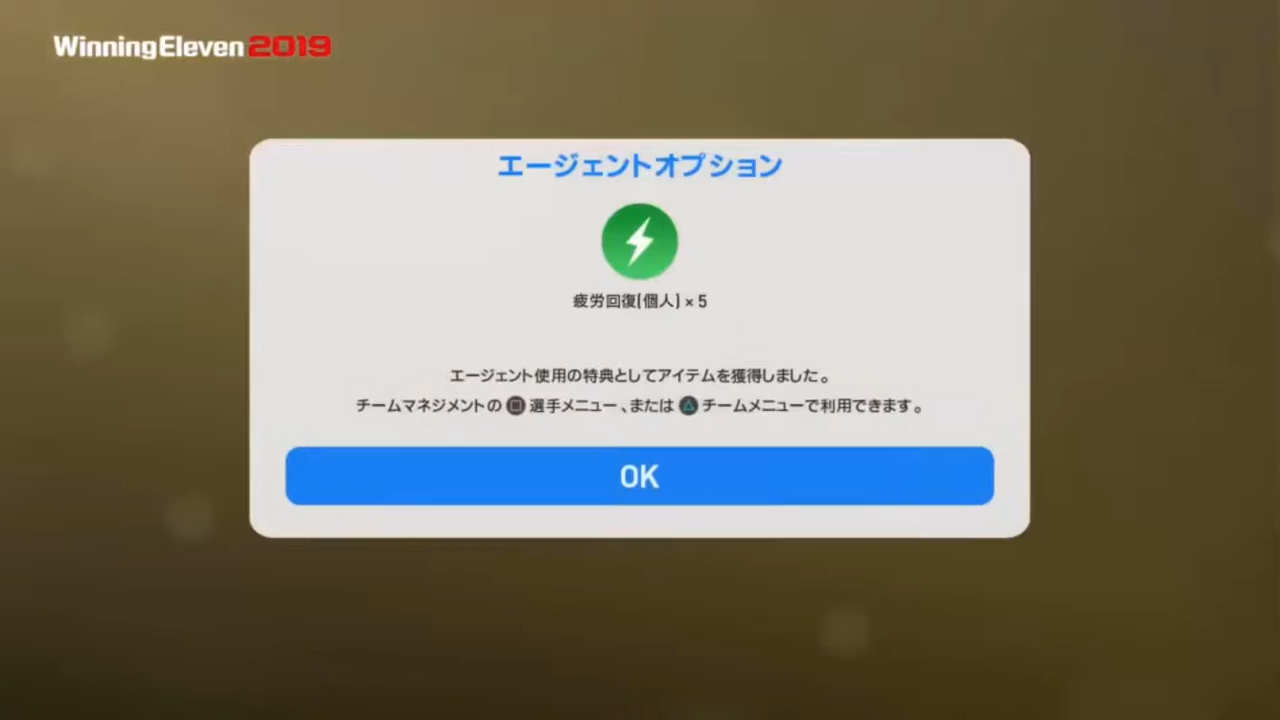 WinningEleven 2019
エージェントオプション
疲労回復(個人)×5
エージェント使用の特典としてアイテムを獲得しました。
チームマネジメントの 選手メニュー、または チームメニューで利用できます。
OK